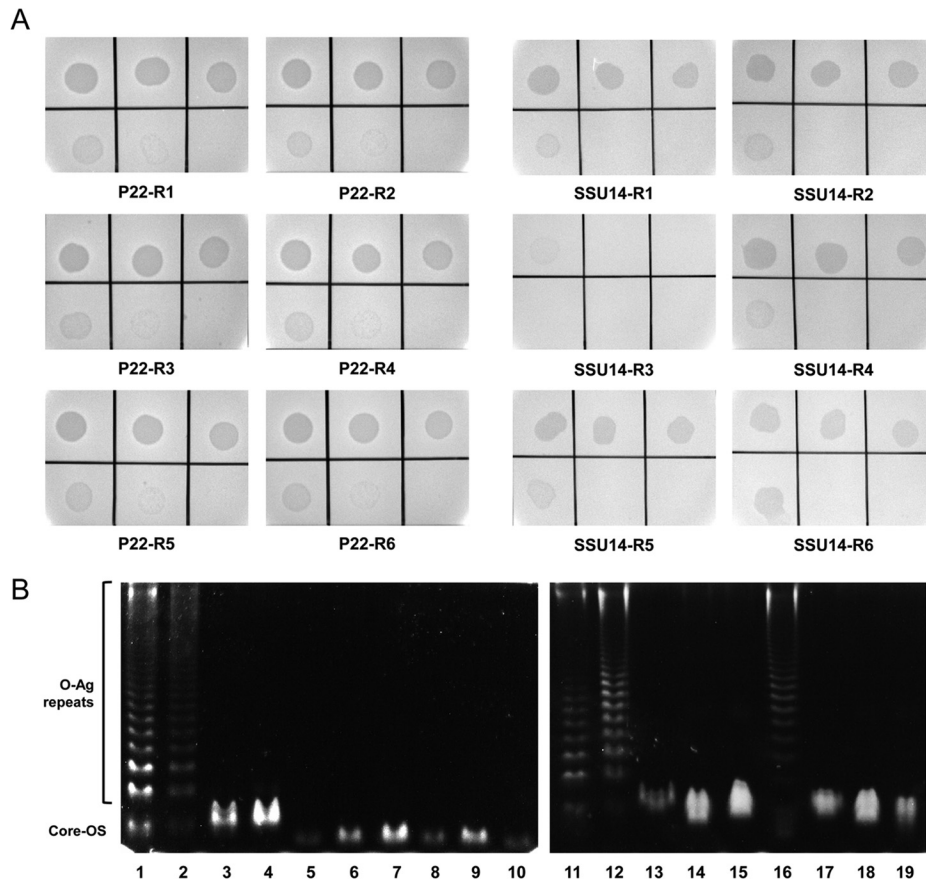 A
P22-R1 P22-R2 SSU14-R1 SSU14-R2
P22-R3 P22-R4 SSU14-R3 SSU14-R4
P22-R5 P22-R6 SSU14-R5 SSU14-R6
B
O-Ag
repeats
Core-OS
1 2 3 4 5 6 7 8 9 10 11 12 13 14 15 16 17 18 19